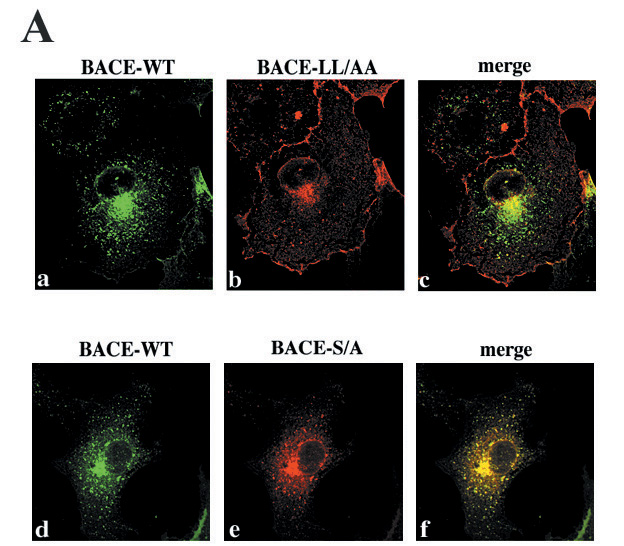 A
BACE-WT BACE-LL/AA merge
a b c
BACE-WT BACE-S/A merge
d e f